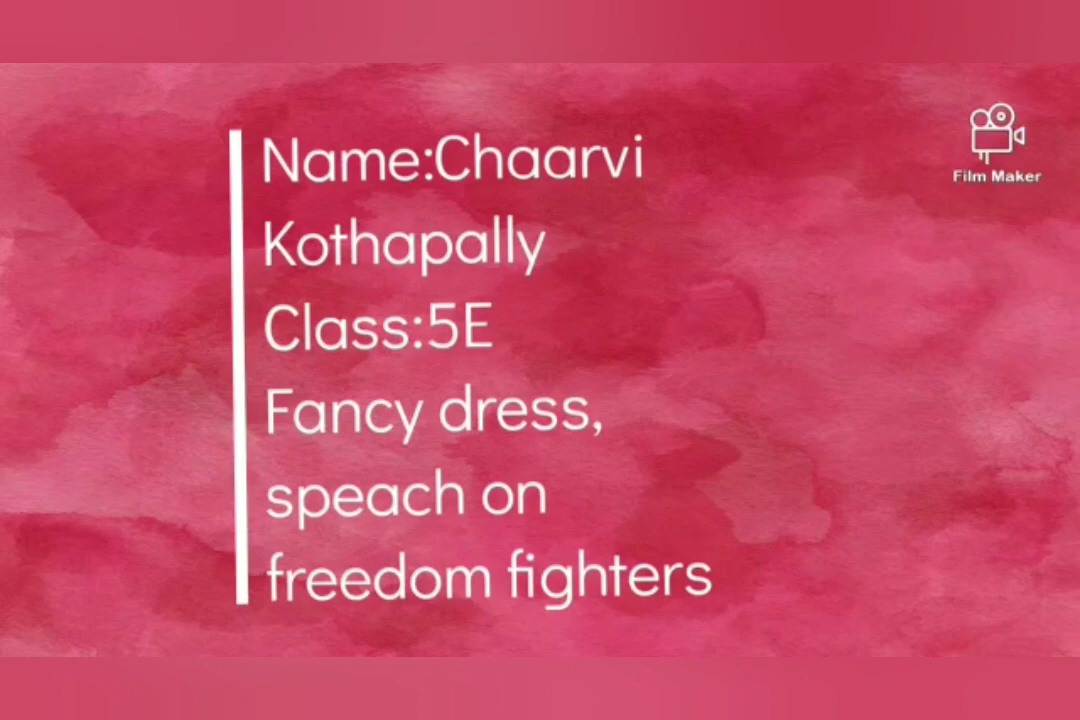 Name:Chaarvi
Kothapally
Class:5E
Fancy dress,
speach on
freedom fighters
Film Maker